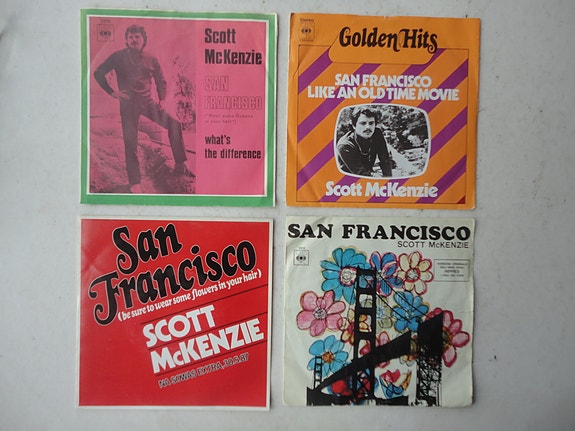 Scott
McKenzie
SAN
FRANCISCO
what's
the difference
CBS
Golden Hits
SAN FRANCISCO
LIKE AN OLD TIME MOVIE
Scott McKenzie
San
Francisco
(be sure to wear some flowers in your hair)
SCOTT
McKENZIE
SAN FRANCISCO
SCOTT McKENZIE
CBS